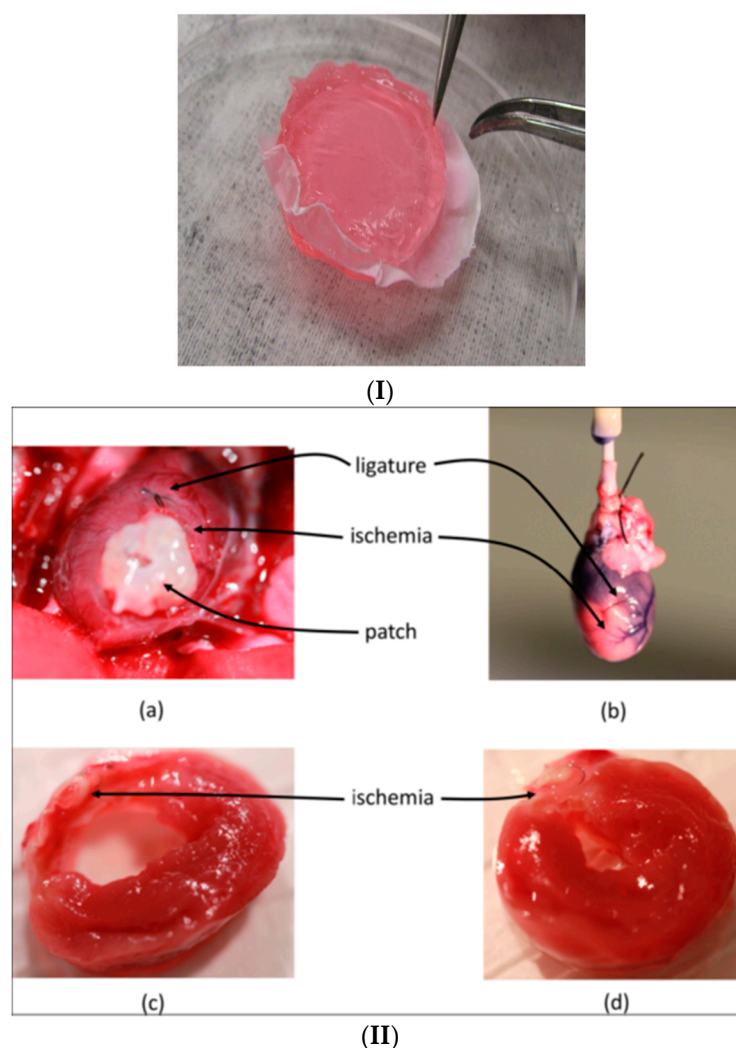 (I)
ligature
ischemia
patch
(a)
(b)
ischemia
(c)
(d)
(II)